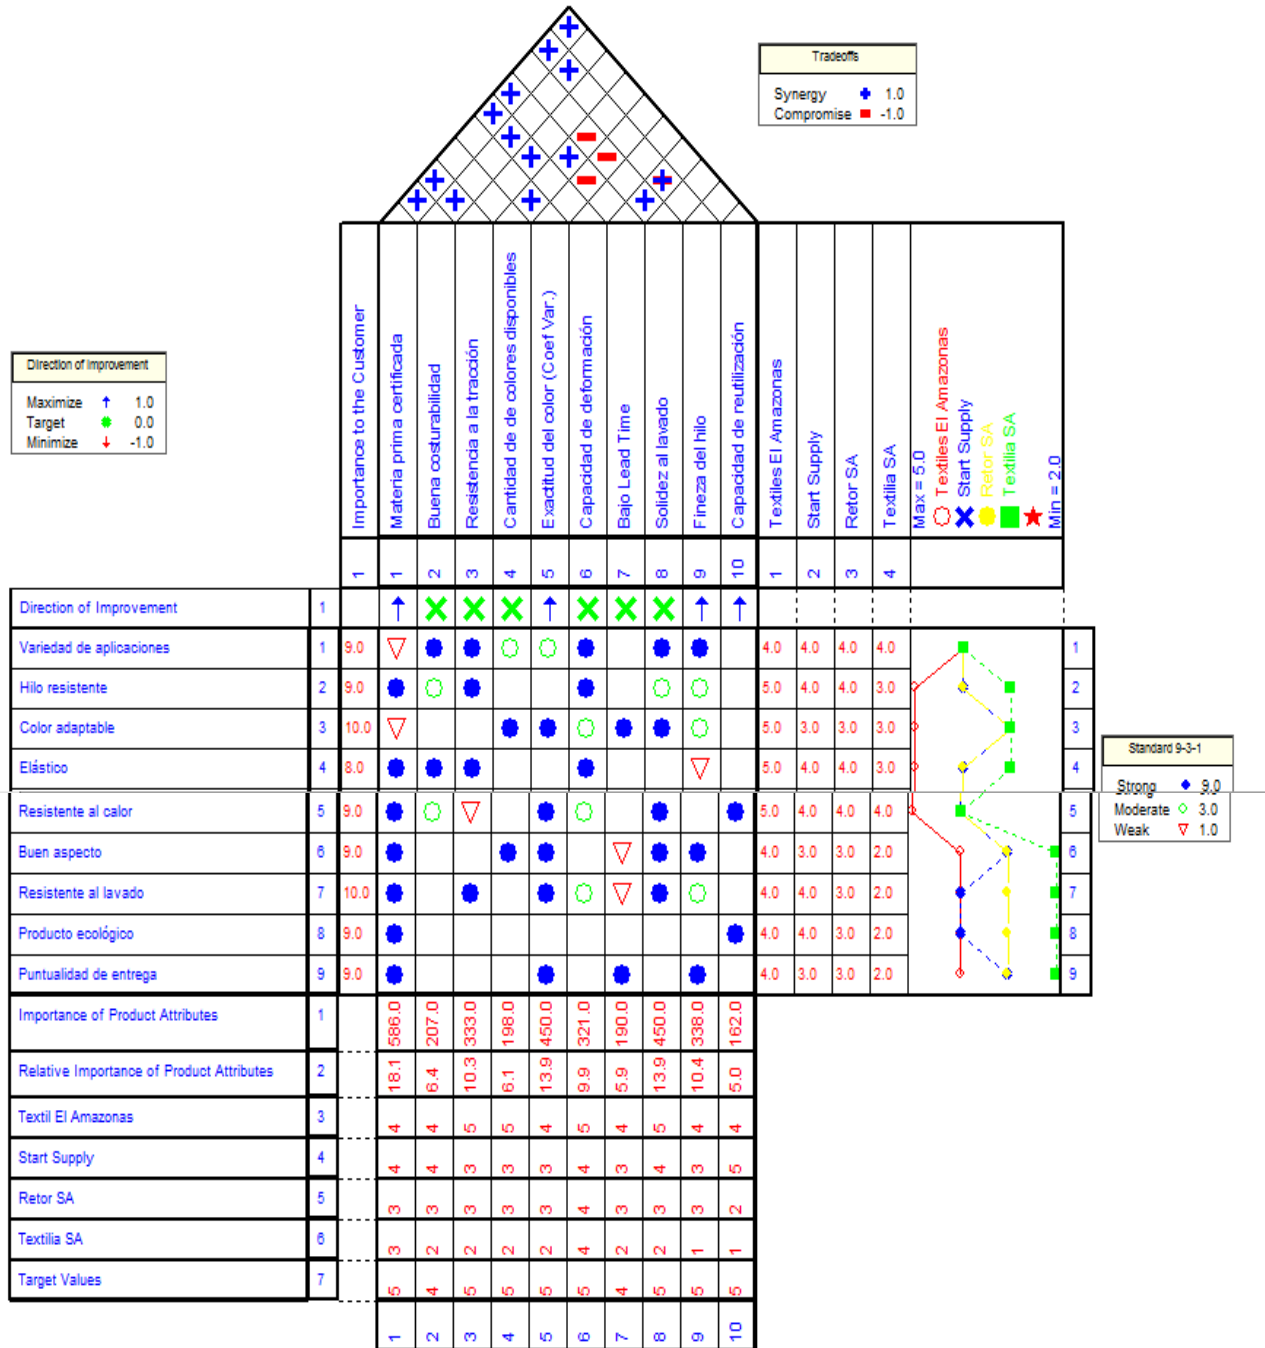 Tradeoffs
Synergy 1.0
Compromise -1.0
Direction of Improvement
Maximize 1.0
Target 0.0
Minimize -1.0
Importance to the Customer
Materia prima certificada
Buena costurabilidad
Resistencia a la tracción
Cantidad de de colores disponibles
Exactitud del color (Coef Var.)
Capacidad de deformación
Bajo Lead Time
Solidez al lavado
Fineza del hilo
Capacidad de reutilización
Textiles El Amazonas
Start Supply
Retor SA
Textilia SA
Max = 5.0
Textiles El Amazonas
Start Supply
Retor SA
Textilia SA
Min = 2.0
1 1 2 3 4 5 6 7 8 9 10 1 2 3 4
Direction of Improvement 1
Variedad de aplicaciones 1 9.0 4.0 4.0 4.0 4.0 1
Hilo resistente 2 9.0 5.0 4.0 4.0 3.0 2
Color adaptable 3 10.0 5.0 3.0 3.0 3.0 3
Elástico 4 8.0 5.0 4.0 4.0 3.0 4
Standard 9-3-1
Strong 9.0
Moderate 3.0
Weak 1.0
Resistente al calor 5 9.0 5.0 4.0 4.0 4.0 5
Buen aspecto 6 9.0 4.0 3.0 3.0 2.0 6
Resistente al lavado 7 10.0 4.0 4.0 3.0 2.0 7
Producto ecológico 8 9.0 4.0 4.0 3.0 2.0 8
Puntualidad de entrega 9 9.0 4.0 3.0 3.0 2.0 9
Importance of Product Attributes 1 586.0 207.0 333.0 198.0 450.0 321.0 190.0 450.0 338.0 162.0
Relative Importance of Product Attributes 2 18.1 6.4 10.3 6.1 13.9 9.9 5.9 13.9 10.4 5.0
Textil El Amazonas 3 4 4 5 5 4 5 4 5 4 4
Start Supply 4 4 4 3 3 3 4 3 4 3 5
Retor SA 5 3 3 3 3 3 4 3 3 3 2
Textilia SA 6 3 2 2 2 2 4 2 2 1 1
Target Values 7 5 4 5 5 5 5 4 5 5 5
1 2 3 4 5 6 7 8 9 10